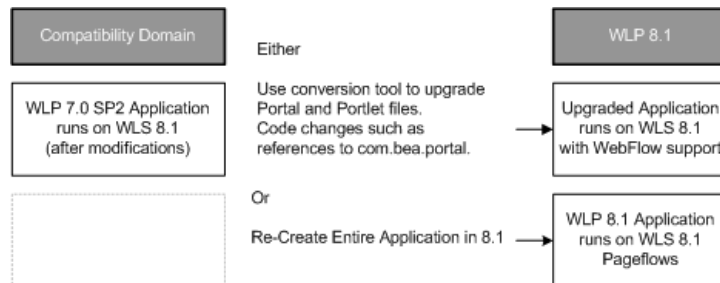 Compatibility Domain
WLP 7.0 SP2 Application
runs on WLS 8.1
(after modifications)
Either
Use conversion tool to upgrade
Portal and Portlet files.
Code changes such as
references to com.bea.portal.
Or
Re-Create Entire Application in 8.1
WLP 8.1
Upgraded Application
runs on WLS 8.1
with WebFlow support
WLP 8.1 Application
runs on WLS 8.1
Pageflows